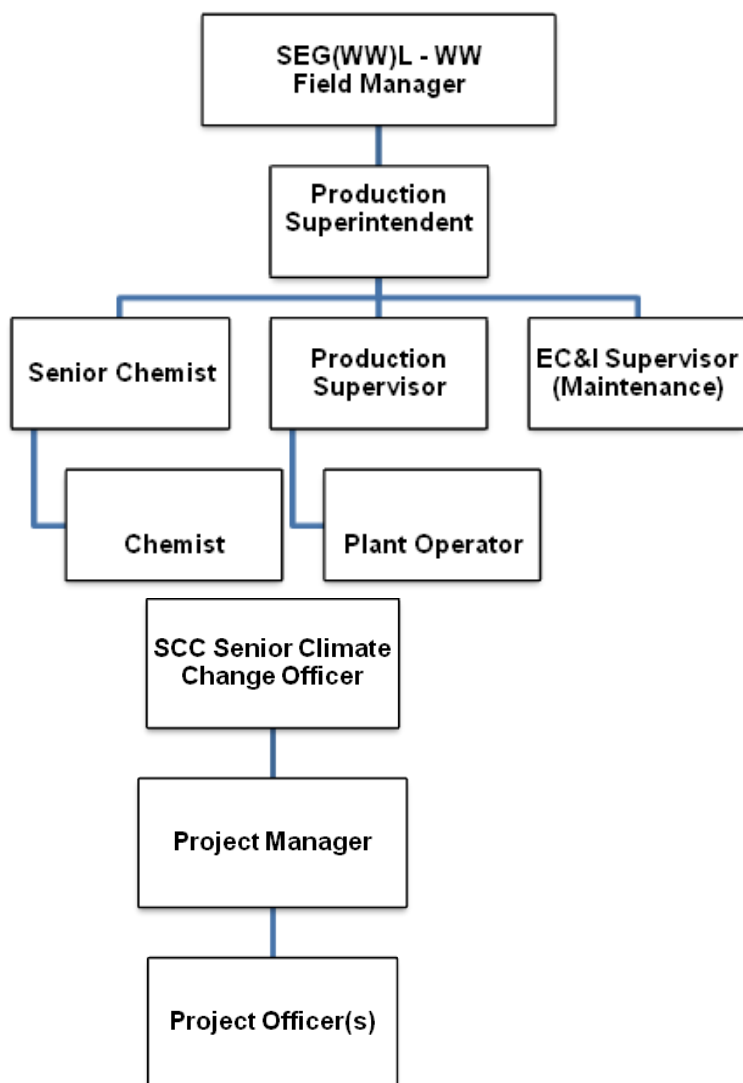 SEG(WW)L - WW
Field Manager
Production
Superintendent
Senior Chemist
Production
Supervisor
EC&I Supervisor
(Maintenance)
Chemist
Plant Operator
SCC Senior Climate
Change Officer
Project Manager
Project Officer(s)